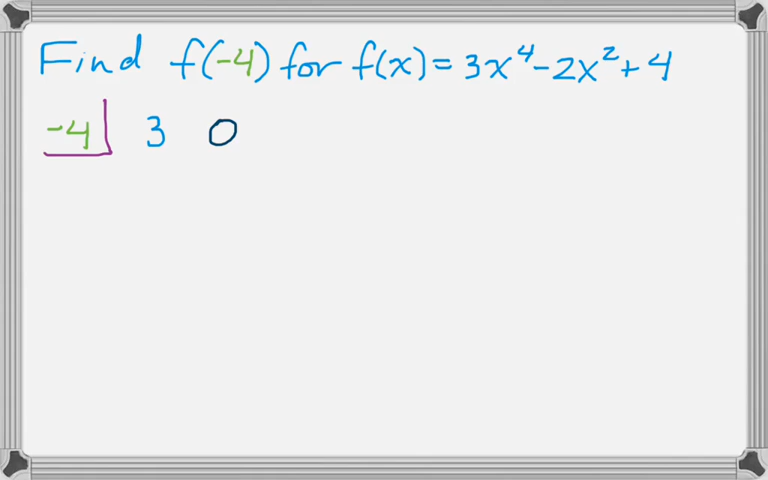 Find f(-4) for f(x) = 3x⁴-2x²+4
-4 3 0